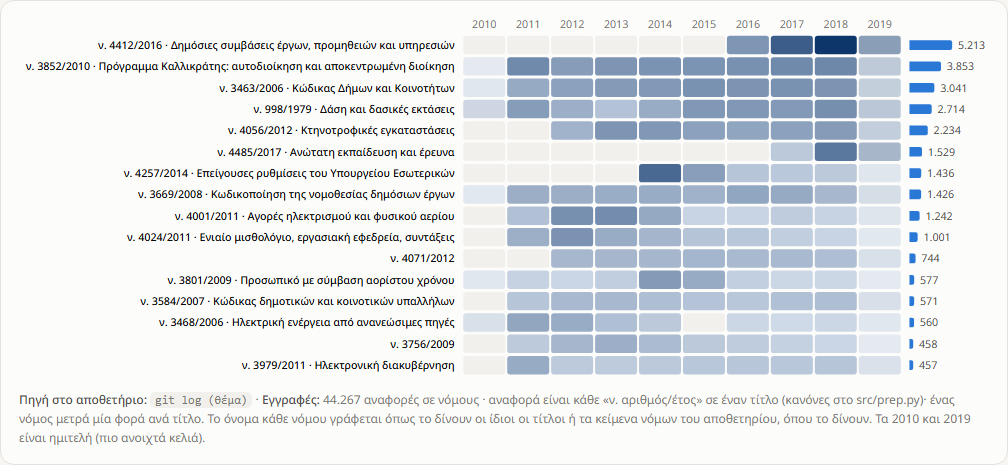 2010 2011 2012 2013 2014 2015 2016 2017 2018 2019
ν. 4412/2016 · Δημόσιες συμβάσεις έργων, προμηθειών και υπηρεσιών 5.213
ν. 3852/2010 · Πρόγραμμα Καλλικράτης: αυτοδιοίκηση και αποκεντρωμένη διοίκηση 3.853
ν. 3463/2006 · Κώδικας Δήμων και Κοινοτήτων 3.041
ν. 998/1979 · Δάση και δασικές εκτάσεις 2.714
ν. 4056/2012 · Κτηνοτροφικές εγκαταστάσεις 2.234
ν. 4485/2017 · Ανώτατη εκπαίδευση και έρευνα 1.529
ν. 4257/2014 · Επείγουσες ρυθμίσεις του Υπουργείου Εσωτερικών 1.436
ν. 3669/2008 · Κωδικοποίηση της νομοθεσίας δημόσιων έργων 1.426
ν. 4001/2011 · Αγορές ηλεκτρισμού και φυσικού αερίου 1.242
ν. 4024/2011 · Ενιαίο μισθολόγιο, εργασιακή εφεδρεία, συντάξεις 1.001
ν. 4071/2012 744
ν. 3801/2009 · Προσωπικό με σύμβαση αορίστου χρόνου 577
ν. 3584/2007 · Κώδικας δημοτικών και κοινοτικών υπαλλήλων 571
ν. 3468/2006 · Ηλεκτρική ενέργεια από ανανεώσιμες πηγές 560
ν. 3756/2009 458
ν. 3979/2011 · Ηλεκτρονική διακυβέρνηση 457
Πηγή στο αποθετήριο: git log (θέμα) · Εγγραφές: 44.267 αναφορές σε νόμους · αναφορά είναι κάθε «ν. αριθμός/έτος» σε έναν τίτλο (κανόνες στο src/prep.py)· ένας
νόμος μετρά μία φορά ανά τίτλο. Το όνομα κάθε νόμου γράφεται όπως το δίνουν οι ίδιοι οι τίτλοι ή τα κείμενα νόμων του αποθετηρίου, όπου το δίνουν. Τα 2010 και 2019
είναι ημιτελή (πιο ανοιχτά κελιά).